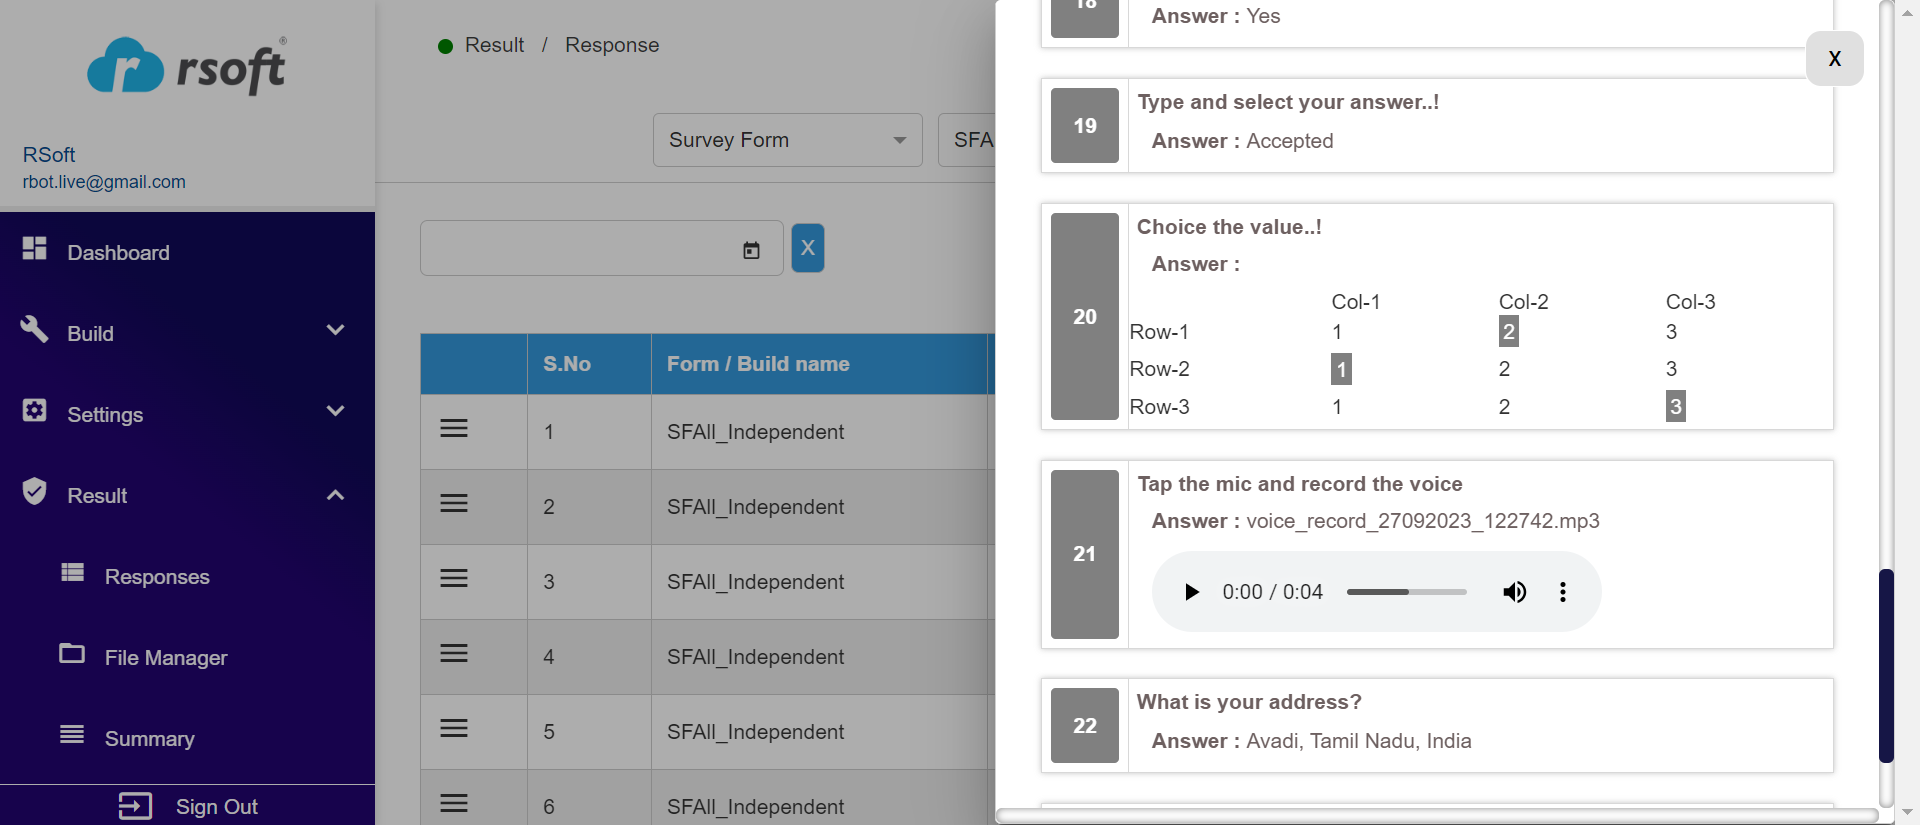 rsoft
®
RSoft
rbot.live@gmail.com
Dashboard
Build
Settings
Result
Responses
File Manager
Summary
Sign Out
Result / Response
Survey Form
SFA
X
S.No Form / Build name
1 SFAll_Independent
2 SFAll_Independent
3 SFAll_Independent
4 SFAll_Independent
5 SFAll_Independent
6 SFAll_Independent
X
18
Answer : Yes
19
Type and select your answer..!
Answer : Accepted
20
Choice the value..!
Answer :
Col-1 Col-2 Col-3
Row-1 1 2 3
Row-2 1 2 3
Row-3 1 2 3
21
Tap the mic and record the voice
Answer : voice_record_27092023_122742.mp3
0:00 / 0:04
22
What is your address?
Answer : Avadi, Tamil Nadu, India